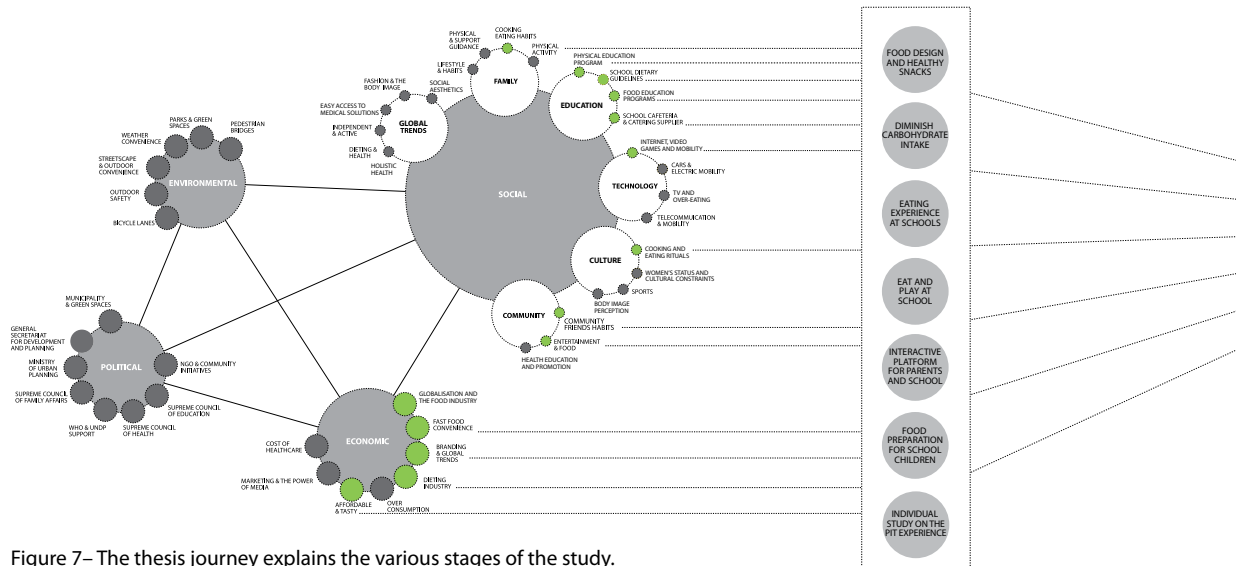 COOKING
EATING HABITS
PHYSICAL
& SUPPORT
GUIDANCE
PHYSICAL
ACTIVITY
LIFESTYLE
& HABITS
FAMILY
FASHION & THE
BODY IMAGE
SOCIAL
AESTHETICS
EASY ACCESS TO
MEDICAL SOLUTIONS
INDEPENDENT
& ACTIVE
DIETING &
HEALTH
HOLISTIC
HEALTH
GLOBAL
TRENDS
PHYSICAL EDUCATION
PROGRAM
SCHOOL DIETARY
GUIDELINES
FOOD EDUCATION
PROGRAMS
SCHOOL CAFETERIA
& CATERING SUPPLIER
EDUCATION
INTERNET, VIDEO
GAMES AND MOBILITY
CARS &
ELECTRIC MOBILITY
TV AND
OVER-EATING
TELECOMMUICATION
& MOBILITY
TECHNOLOGY
SOCIAL
COOKING AND
EATING RITUALS
WOMEN'S STATUS AND
CULTURAL CONSTRAINTS
SPORTS
BODY IMAGE
PERCEPTION
CULTURE
COMMUNITY
COMMUNITY
FRIENDS HABITS
ENTERTAINMENT
& FOOD
HEALTH EDUCATION
AND PROMOTION
PARKS & GREEN
SPACES
PEDESTRIAN
BRIDGES
WEATHER
CONVENIENCE
STREETSCAPE
& OUTDOOR
CONVENIENCE
OUTDOOR
SAFETY
BICYCLE LANES
ENVIRONMENTAL
MUNICIPALITY
& GREEN SPACES
GENERAL
SECRETARIAT
FOR DEVELOPMENT
AND PLANNING
MINISTRY
OF URBAN
PLANNING
SUPREME COUNCIL
OF FAMILY AFFAIRS
WHO & UNDP
SUPPORT
SUPREME COUNCIL
OF HEALTH
SUPREME COUNCIL
OF EDUCATION
NGO & COMMUNITY
INITIATIVES
POLITICAL
GLOBALISATION AND
THE FOOD INDUSTRY
FAST FOOD
CONVENIENCE
BRANDING
& GLOBAL
TRENDS
DIETING
INDUSTRY
OVER
CONSUMPTION
AFFORDABLE
& TASTY
MARKETING & THE POWER
OF MEDIA
COST OF
HEALTHCARE
ECONOMIC
FOOD DESIGN
AND HEALTHY
SNACKS
DIMINISH
CARBOHYDRATE
INTAKE
EATING
EXPERIENCE
AT SCHOOLS
EAT AND
PLAY AT
SCHOOL
INTERACTIVE
PLATFORM
FOR PARENTS
AND SCHOOL
FOOD
PREPARATION
FOR SCHOOL
CHILDREN
INDIVIDUAL
STUDY ON THE
PIT EXPERIENCE
Figure 7– The thesis journey explains the various stages of the study.